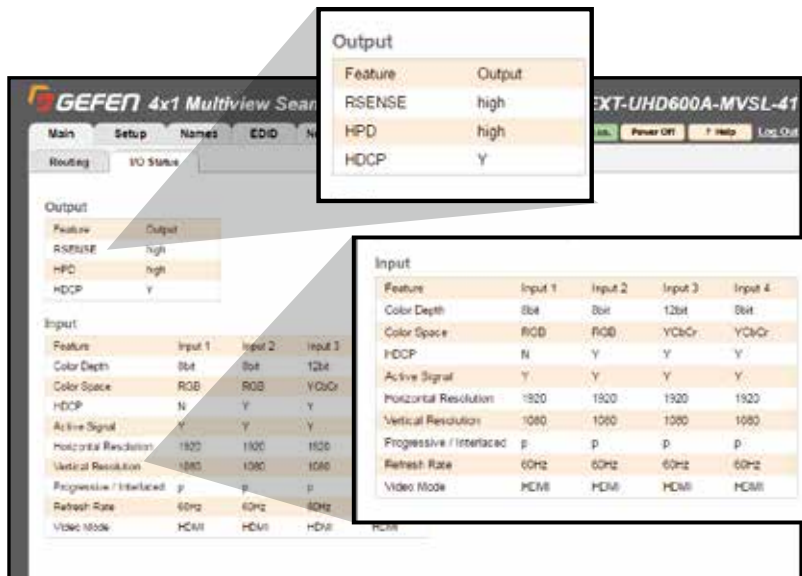 Output
Feature Output
RSENSE high
HPD high
HDCP Y
GEFEN 4x1 Multiview Sean
EXT-UHD600A-MVSL-41
Main Setup Names EDID
Power Off ? Help Log Out
Routing I/O Status
Output
Feature Output
RSENSE high
HPD high
HDCP Y
Input
Feature Input 1 Input 2 Input 3
Color Depth 8bit 8bit 12bit
Color Space RGB RGB YCbCr
HDCP N Y Y
Active Signal Y Y Y
Horizontal Resolution 1920 1920 1920
Vertical Resolution 1080 1080 1080
Progressive / Interlaced p p p
Refresh Rate 60Hz 60Hz 60Hz
Video Mode HDMI HDMI HDMI HDMI
Input
Feature Input 1 Input 2 Input 3 Input 4
Color Depth 8bit 8bit 12bit 8bit
Color Space RGB RGB YCbCr YCbCr
HDCP N Y Y Y
Active Signal Y Y Y Y
Horizontal Resolution 1920 1920 1920 1920
Vertical Resolution 1080 1080 1080 1080
Progressive / Interlaced p p p p
Refresh Rate 60Hz 60Hz 60Hz 60Hz
Video Mode HDMI HDMI HDMI HDMI